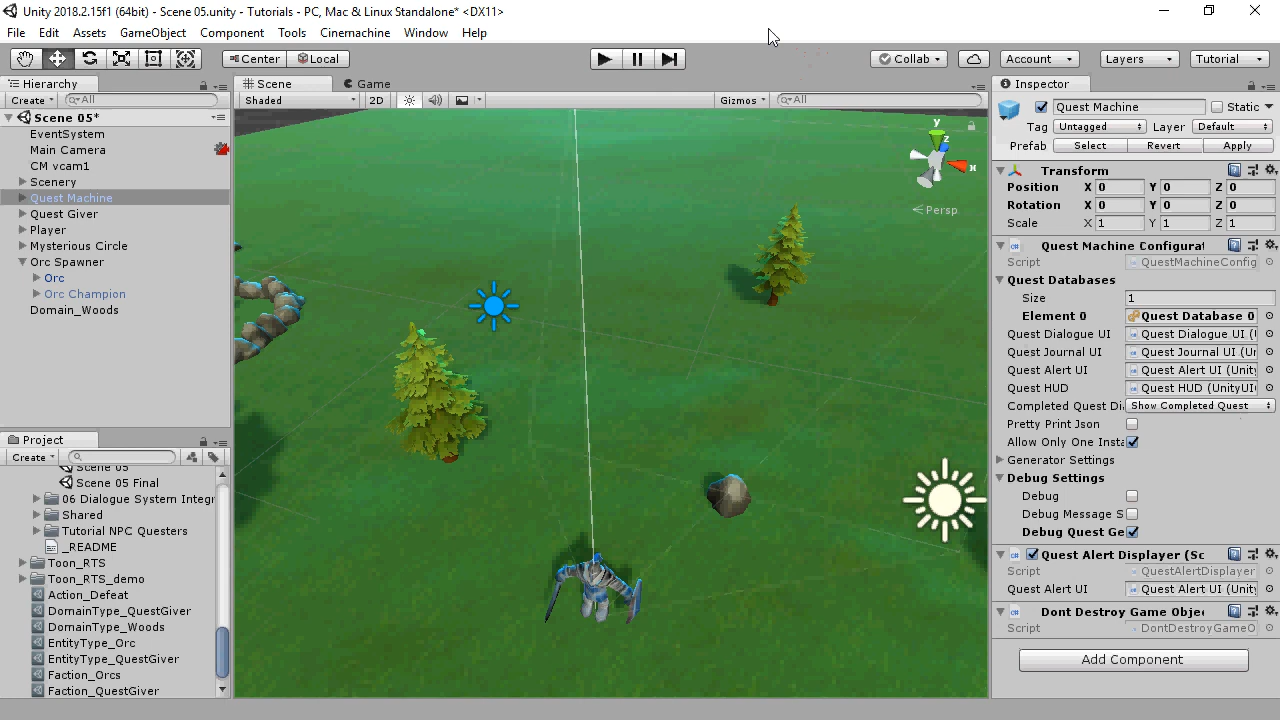 Unity 2018.2.15f1 (64bit) - Scene 05.unity - Tutorials - PC, Mac & Linux Standalone* <DX11>
File Edit Assets GameObject Component Tools Cinemachine Window Help
Center Local Collab Account Layers Tutorial
Hierarchy
Create All
Scene 05*
EventSystem
Main Camera
CM vcam1
Scenery
Quest Machine
Quest Giver
Player
Mysterious Circle
Orc Spawner
Orc
Orc Champion
Domain_Woods
Project
Create
Scene 05
Scene 05 Final
06 Dialogue System Integr
Shared
Tutorial NPC Questers
_README
Toon_RTS
Toon_RTS_demo
Action_Defeat
DomainType_QuestGiver
DomainType_Woods
EntityType_Orc
EntityType_QuestGiver
Faction_Orcs
Faction_QuestGiver
Scene Game
Shaded 2D Gizmos All
y
z
x
Persp
Inspector
Quest Machine Static
Tag Untagged Layer Default
Prefab Select Revert Apply
Transform
Position X 0 Y 0 Z 0
Rotation X 0 Y 0 Z 0
Scale X 1 Y 1 Z 1
Quest Machine Configurat
Script QuestMachineConfig
Quest Databases
Size 1
Element 0 Quest Database 0
Quest Dialogue UI Quest Dialogue UI (
Quest Journal UI Quest Journal UI (Ur
Quest Alert UI Quest Alert UI (Unity
Quest HUD Quest HUD (UnityUI
Completed Quest Di Show Completed Quest
Pretty Print Json
Allow Only One Insta
Generator Settings
Debug Settings
Debug
Debug Message S
Debug Quest Ge
Quest Alert Displayer (Sc
Script QuestAlertDisplayer
Quest Alert UI Quest Alert UI (Unity
Dont Destroy Game Objec
Script DontDestroyGameO
Add Component